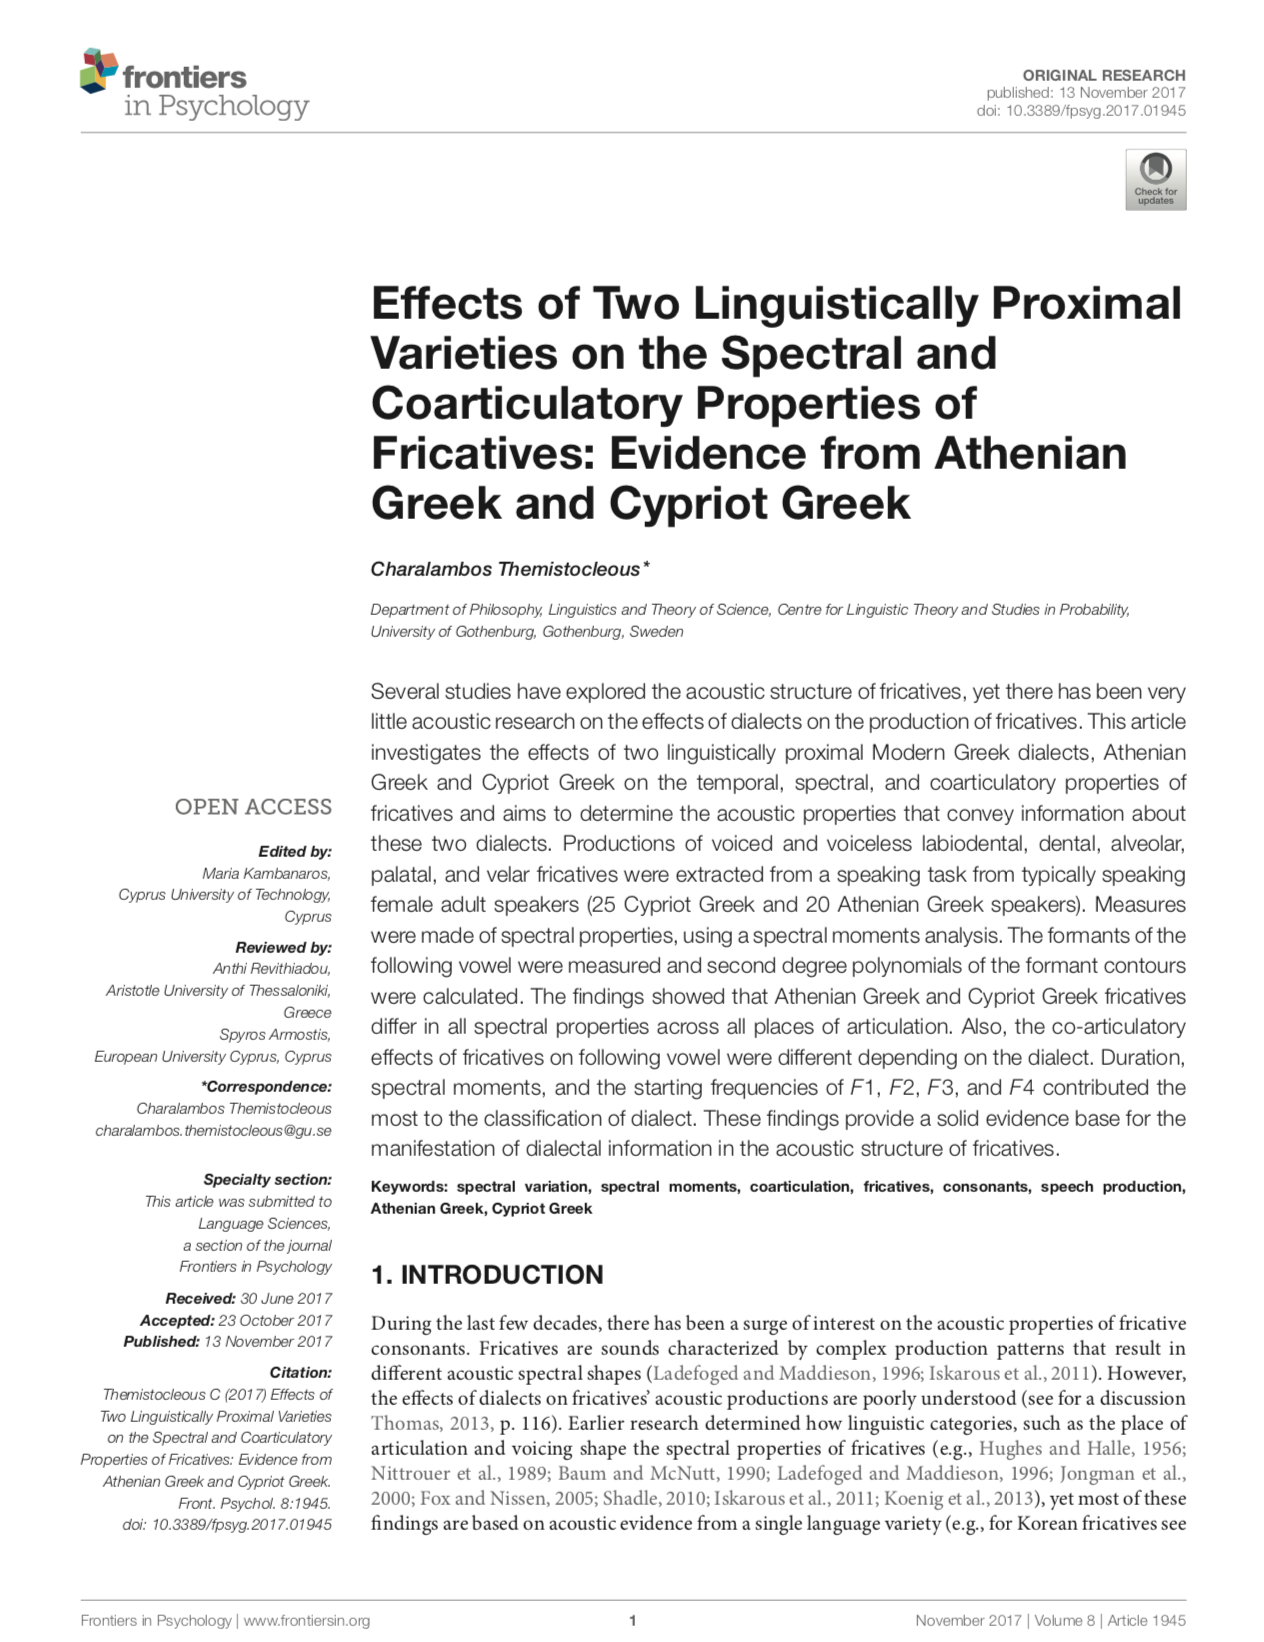 frontiers
in Psychology
ORIGINAL RESEARCH
published: 13 November 2017
doi: 10.3389/fpsyg.2017.01945
Check for
updates
Effects of Two Linguistically Proximal
Varieties on the Spectral and
Coarticulatory Properties of
Fricatives: Evidence from Athenian
Greek and Cypriot Greek
Charalambos Themistocleous*
Department of Philosophy, Linguistics and Theory of Science, Centre for Linguistic Theory and Studies in Probability,
University of Gothenburg, Gothenburg, Sweden
Several studies have explored the acoustic structure of fricatives, yet there has been very
little acoustic research on the effects of dialects on the production of fricatives. This article
investigates the effects of two linguistically proximal Modern Greek dialects, Athenian
Greek and Cypriot Greek on the temporal, spectral, and coarticulatory properties of
fricatives and aims to determine the acoustic properties that convey information about
these two dialects. Productions of voiced and voiceless labiodental, dental, alveolar,
palatal, and velar fricatives were extracted from a speaking task from typically speaking
female adult speakers (25 Cypriot Greek and 20 Athenian Greek speakers). Measures
were made of spectral properties, using a spectral moments analysis. The formants of the
following vowel were measured and second degree polynomials of the formant contours
were calculated. The findings showed that Athenian Greek and Cypriot Greek fricatives
differ in all spectral properties across all places of articulation. Also, the co-articulatory
effects of fricatives on following vowel were different depending on the dialect. Duration,
spectral moments, and the starting frequencies of F1, F2, F3, and F4 contributed the
most to the classification of dialect. These findings provide a solid evidence base for the
manifestation of dialectal information in the acoustic structure of fricatives.
Keywords: spectral variation, spectral moments, coarticulation, fricatives, consonants, speech production,
Athenian Greek, Cypriot Greek
OPEN ACCESS
Edited by:
Maria Kambanaros,
Cyprus University of Technology,
Cyprus
Reviewed by:
Anthi Revithiadou,
Aristotle University of Thessaloniki,
Greece
Spyros Armostis,
European University Cyprus, Cyprus
*Correspondence:
Charalambos Themistocleous
charalambos.themistocleous@gu.se
Specialty section:
This article was submitted to
Language Sciences,
a section of the journal
Frontiers in Psychology
Received: 30 June 2017
Accepted: 23 October 2017
Published: 13 November 2017
Citation:
Themistocleous C (2017) Effects of
Two Linguistically Proximal Varieties
on the Spectral and Coarticulatory
Properties of Fricatives: Evidence from
Athenian Greek and Cypriot Greek.
Front. Psychol. 8:1945.
doi: 10.3389/fpsyg.2017.01945
1. INTRODUCTION
During the last few decades, there has been a surge of interest on the acoustic properties of fricative
consonants. Fricatives are sounds characterized by complex production patterns that result in
different acoustic spectral shapes (Ladefoged and Maddieson, 1996; Iskarous et al., 2011). However,
the effects of dialects on fricatives' acoustic productions are poorly understood (see for a discussion
Thomas, 2013, p. 116). Earlier research determined how linguistic categories, such as the place of
articulation and voicing shape the spectral properties of fricatives (e.g., Hughes and Halle, 1956;
Nittrouer et al., 1989; Baum and McNutt, 1990; Ladefoged and Maddieson, 1996; Jongman et al.,
2000; Fox and Nissen, 2005; Shadle, 2010; Iskarous et al., 2011; Koenig et al., 2013), yet most of these
findings are based on acoustic evidence from a single language variety (e.g., for Korean fricatives see
Frontiers in Psychology | www.frontiersin.org
1
November 2017 | Volume 8 | Article 1945